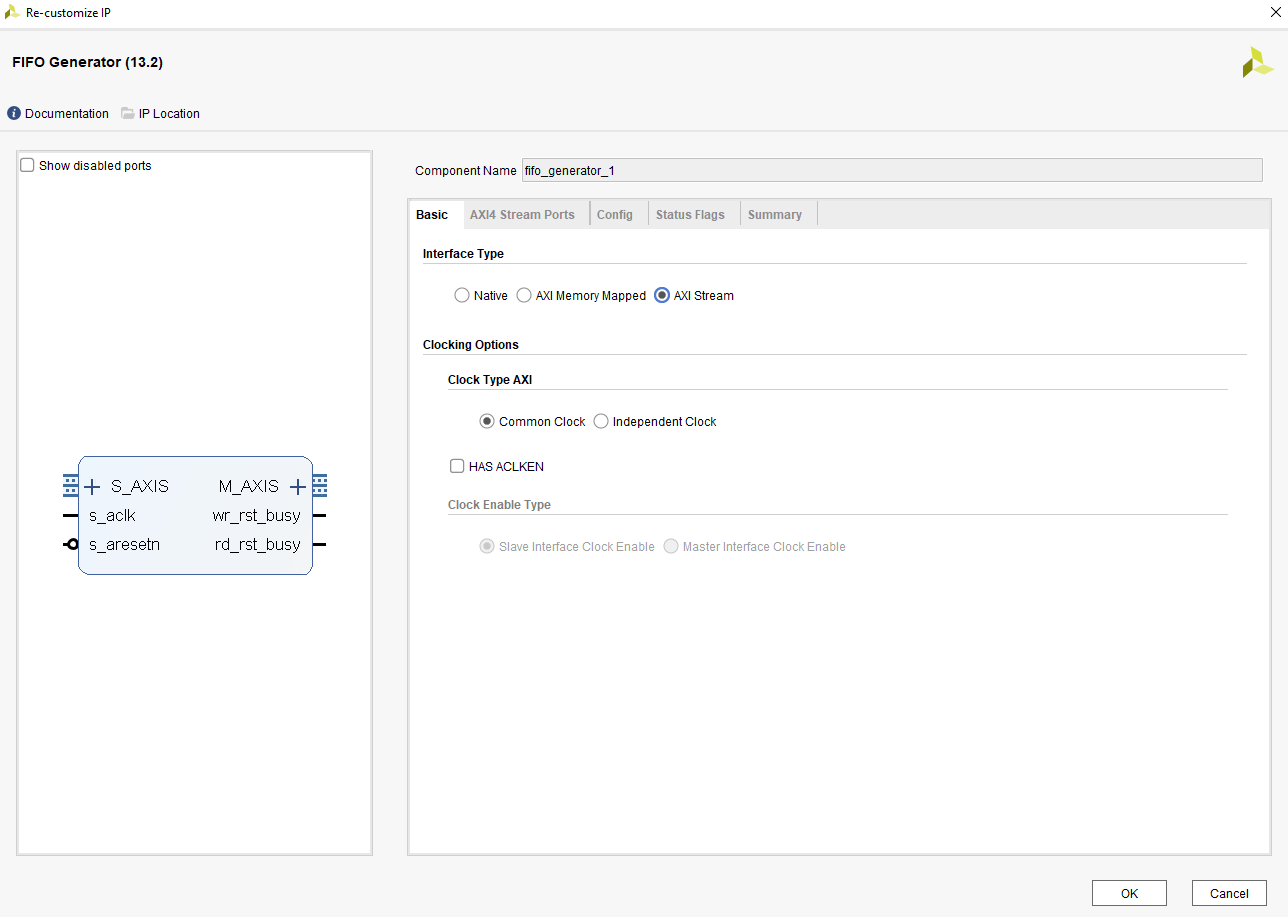 Re-customize IP
FIFO Generator (13.2)
Documentation IP Location
Show disabled ports
S_AXIS M_AXIS
s_aclk wr_rst_busy
s_aresetn rd_rst_busy
Component Name fifo_generator_1
Basic AXI4 Stream Ports Config Status Flags Summary
Interface Type
Native AXI Memory Mapped AXI Stream
Clocking Options
Clock Type AXI
Common Clock Independent Clock
HAS ACLKEN
Clock Enable Type
Slave Interface Clock Enable Master Interface Clock Enable
OK Cancel